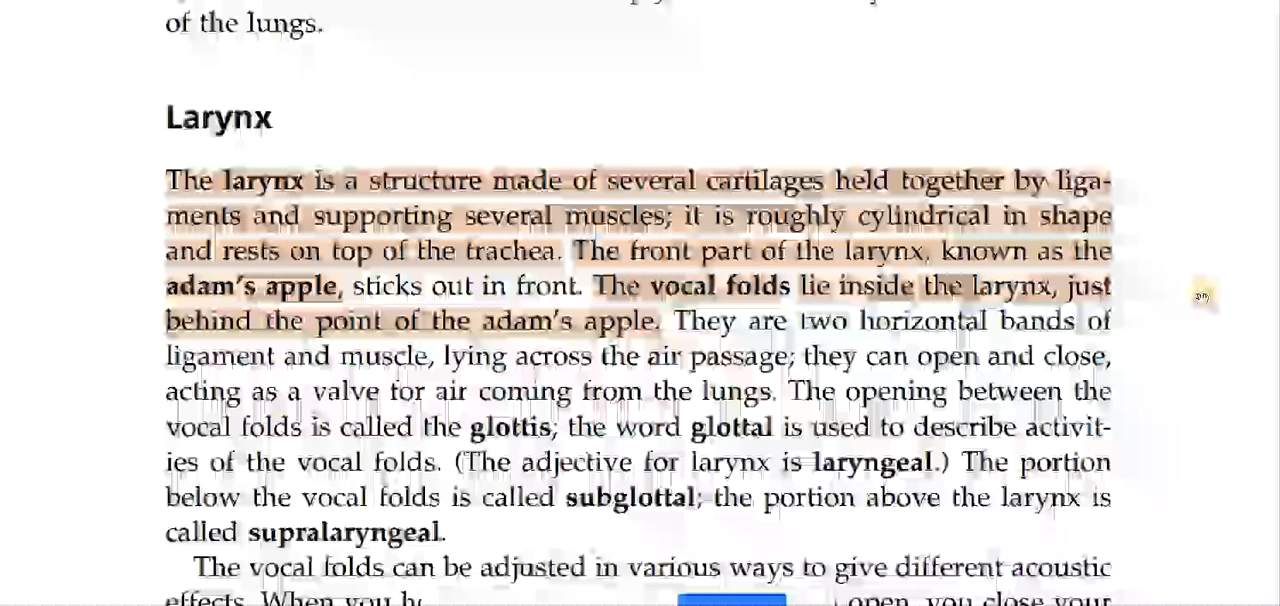 of the lungs.
Larynx
The larynx is a structure made of several cartilages held together by liga-
ments and supporting several muscles; it is roughly cylindrical in shape
and rests on top of the trachea. The front part of the larynx, known as the
adam's apple, sticks out in front. The vocal folds lie inside the larynx, just
behind the point of the adam's apple. They are two horizontal bands of
ligament and muscle, lying across the air passage; they can open and close,
acting as a valve for air coming from the lungs. The opening between the
vocal folds is called the glottis; the word glottal is used to describe activit-
ies of the vocal folds. (The adjective for larynx is laryngeal.) The portion
below the vocal folds is called subglottal; the portion above the larynx is
called supralaryngeal.
The vocal folds can be adjusted in various ways to give different acoustic
effects. When you open, you close your